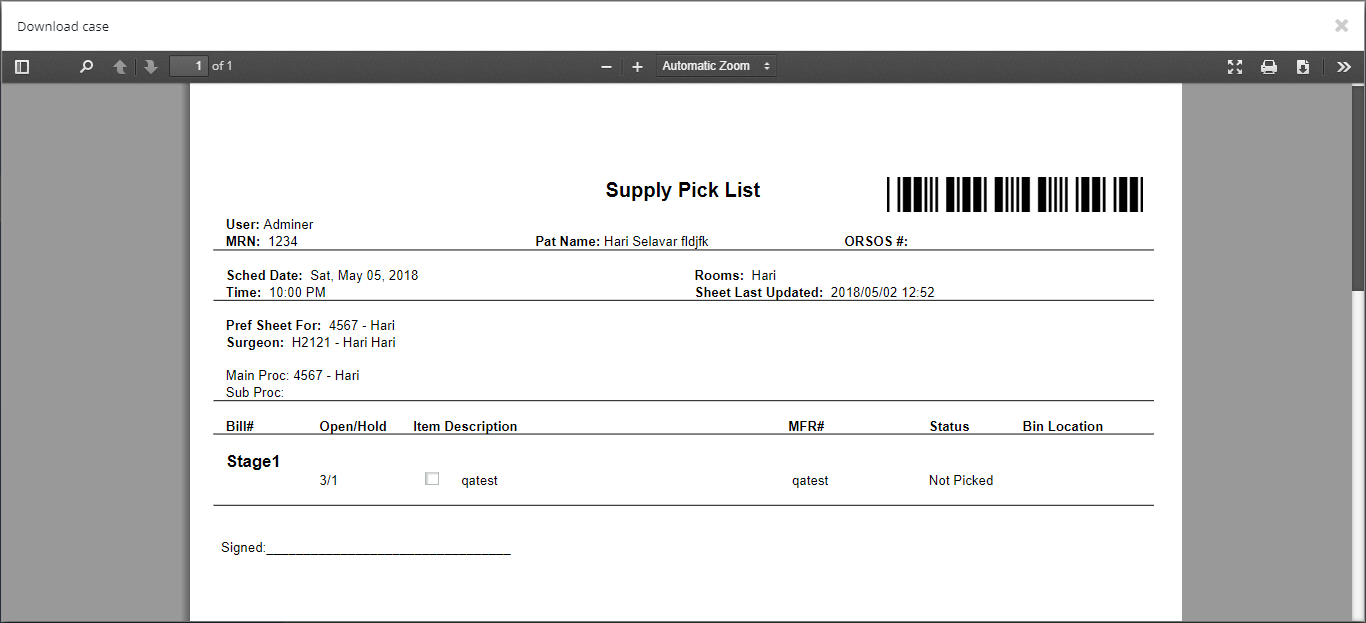 Download case
1 of 1
Automatic Zoom
Supply Pick List
User: Adminer
MRN: 1234 Pat Name: Hari Selavar fldjfk ORSOS #:
Sched Date: Sat, May 05, 2018 Rooms: Hari
Time: 10:00 PM Sheet Last Updated: 2018/05/02 12:52
Pref Sheet For: 4567 - Hari
Surgeon: H2121 - Hari Hari
Main Proc: 4567 - Hari
Sub Proc:
Bill# Open/Hold Item Description MFR# Status Bin Location
Stage1
3/1 qatest qatest Not Picked
Signed:_________________________________